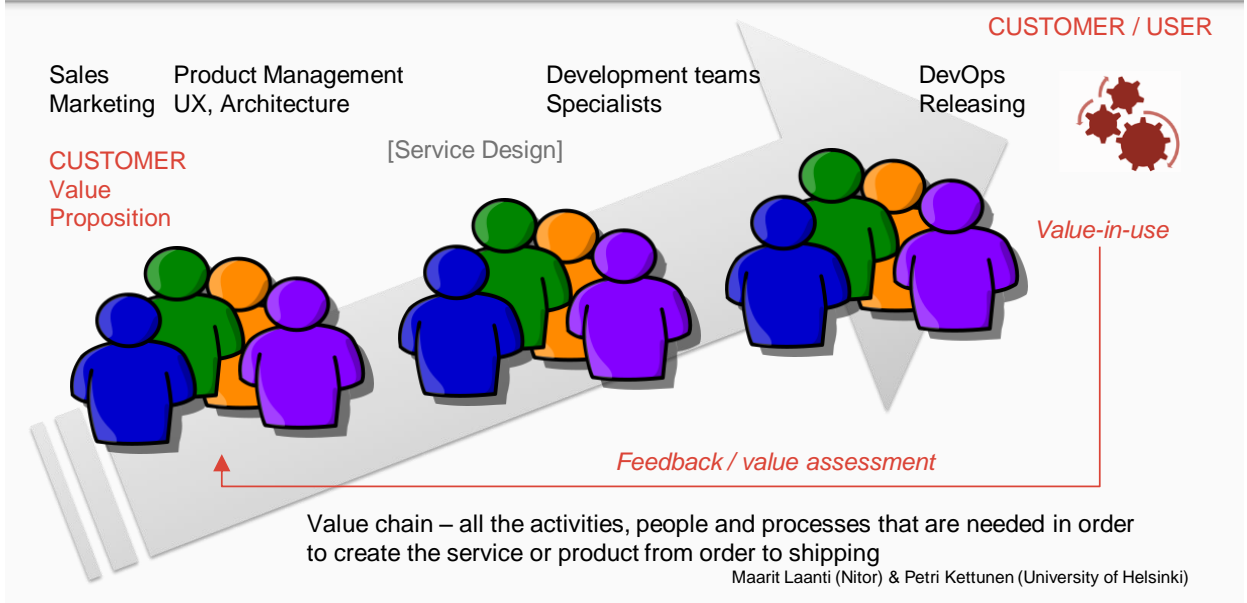 CUSTOMER / USER
Sales
Marketing
Product Management
UX, Architecture
Development teams
Specialists
DevOps
Releasing
[Service Design]
CUSTOMER
Value
Proposition
Value-in-use
Feedback / value assessment
Value chain – all the activities, people and processes that are needed in order
to create the service or product from order to shipping
Maarit Laanti (Nitor) & Petri Kettunen (University of Helsinki)